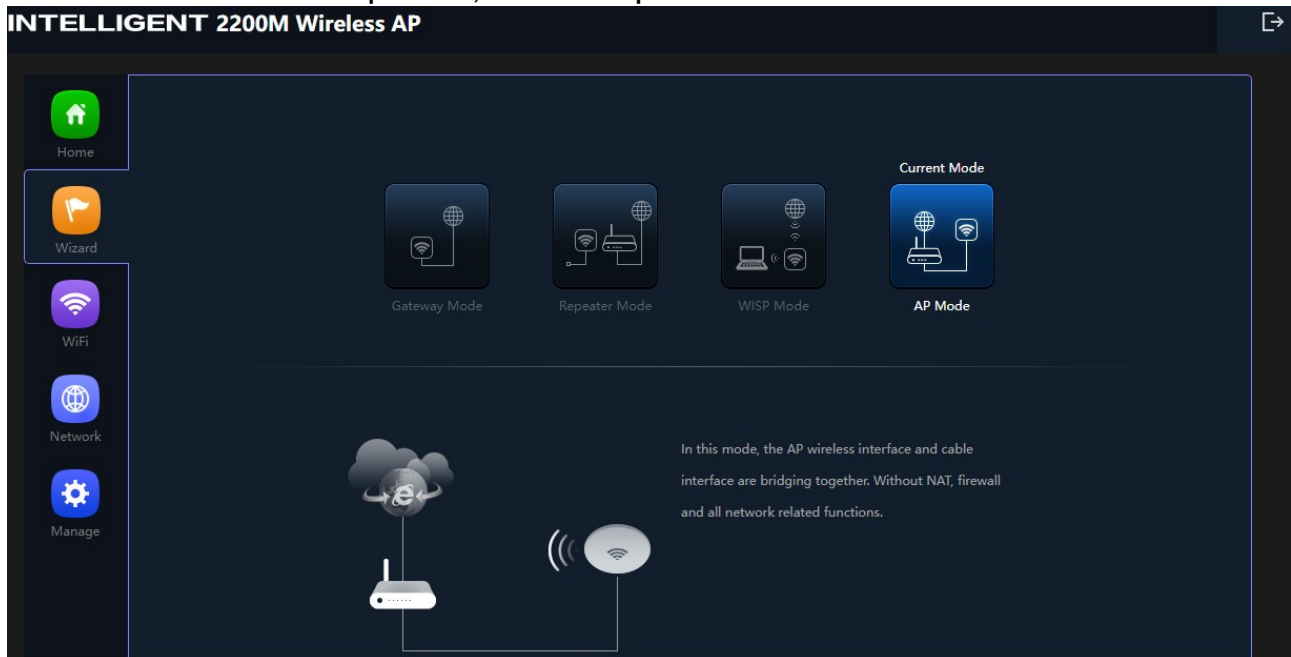 INTELLIGENT 2200M Wireless AP
Home
Wizard
WiFi
Network
Manage
Current Mode
Gateway Mode
Repeater Mode
WISP Mode
AP Mode
In this mode, the AP wireless interface and cable
interface are bridging together. Without NAT, firewall
and all network related functions.